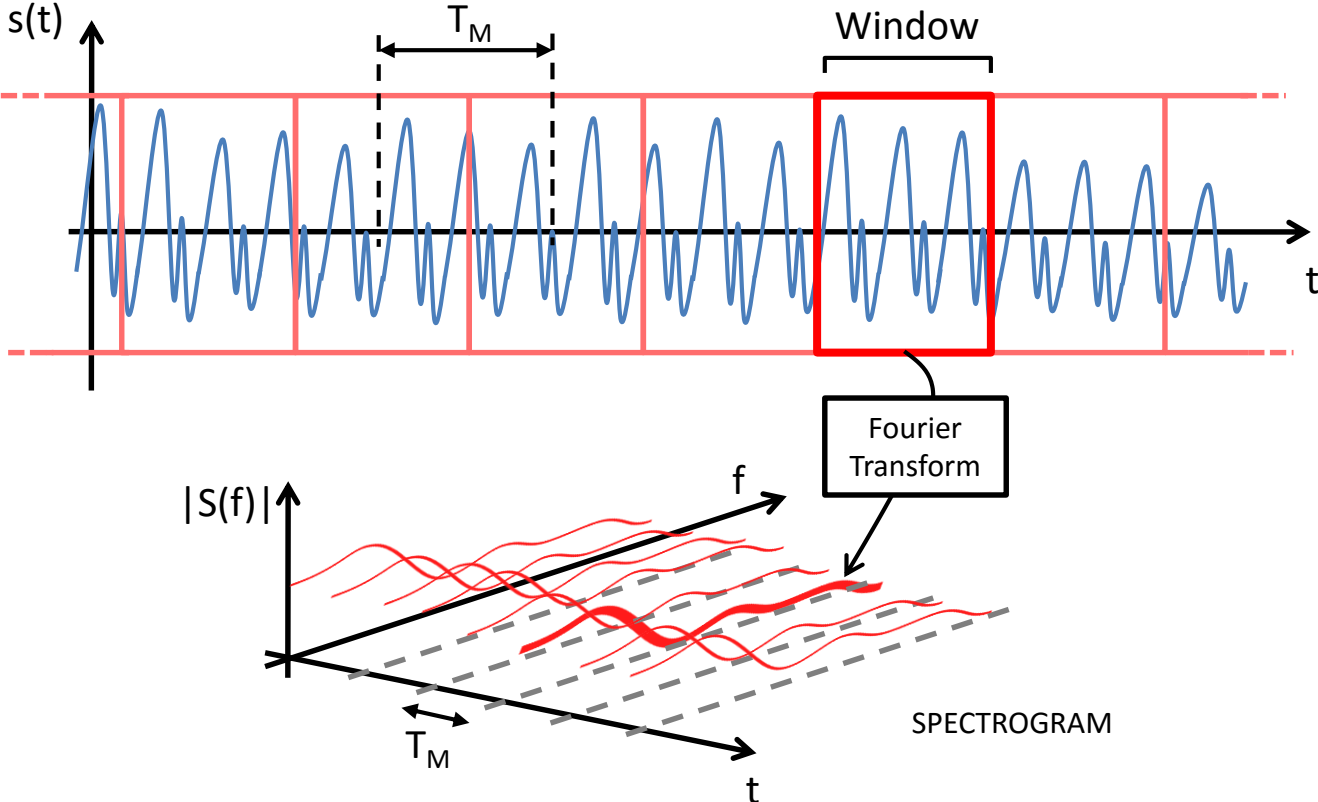 s(t)
T_M
Window
t
Fourier
Transform
f
|S(f)|
T_M
SPECTROGRAM
t